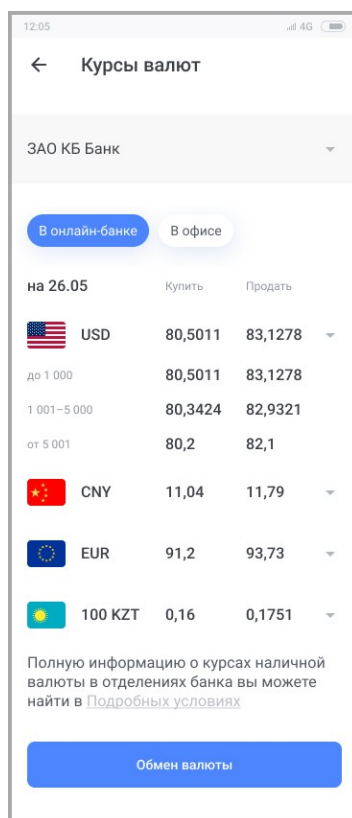 12:05 4G
Курсы валют
ЗАО КБ Банк
В онлайн-банке В офисе
на 26.05 Купить Продать
USD 80,5011 83,1278
до 1 000 80,5011 83,1278
1 001–5 000 80,3424 82,9321
от 5 001 80,2 82,1
CNY 11,04 11,79
EUR 91,2 93,73
100 KZT 0,16 0,1751
Полную информацию о курсах наличной
валюты в отделениях банка вы можете
найти в Подробных условиях
Обмен валюты